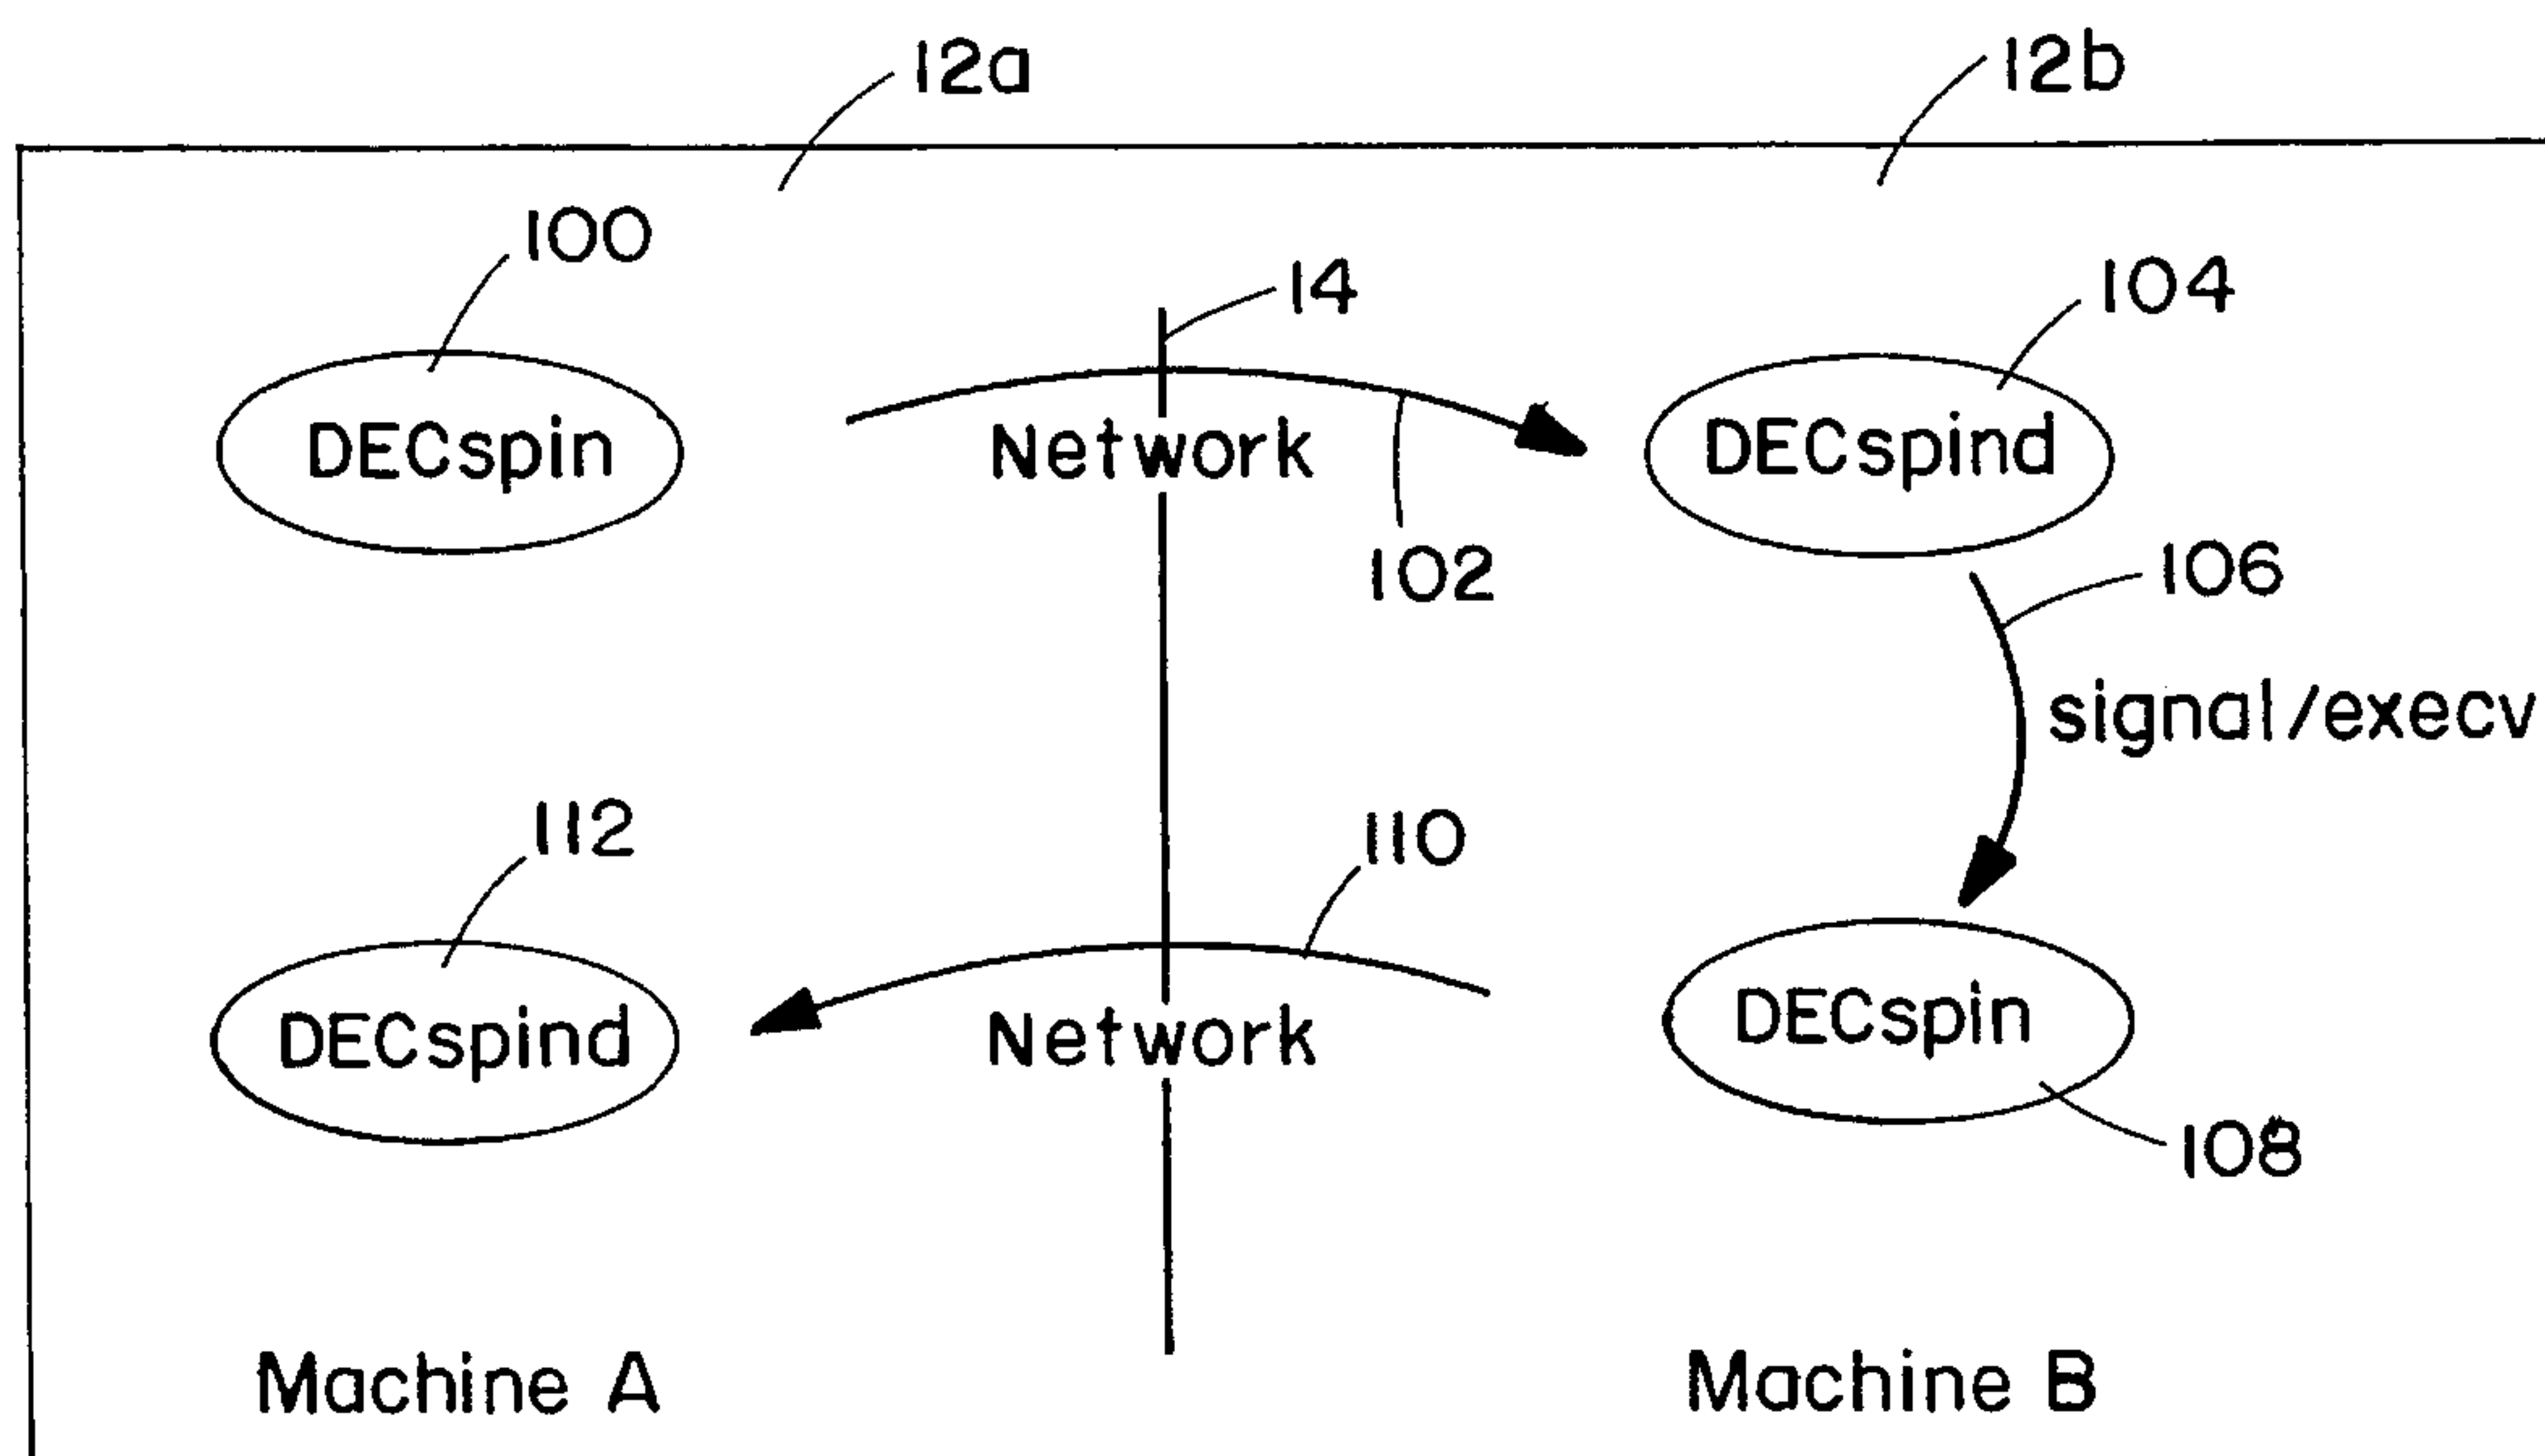 12a
12b
100
14
104
DECspin
Network
DECspind
102
106
signal/execv
112
110
DECspind
Network
DECspin
108
Machine A
Machine B